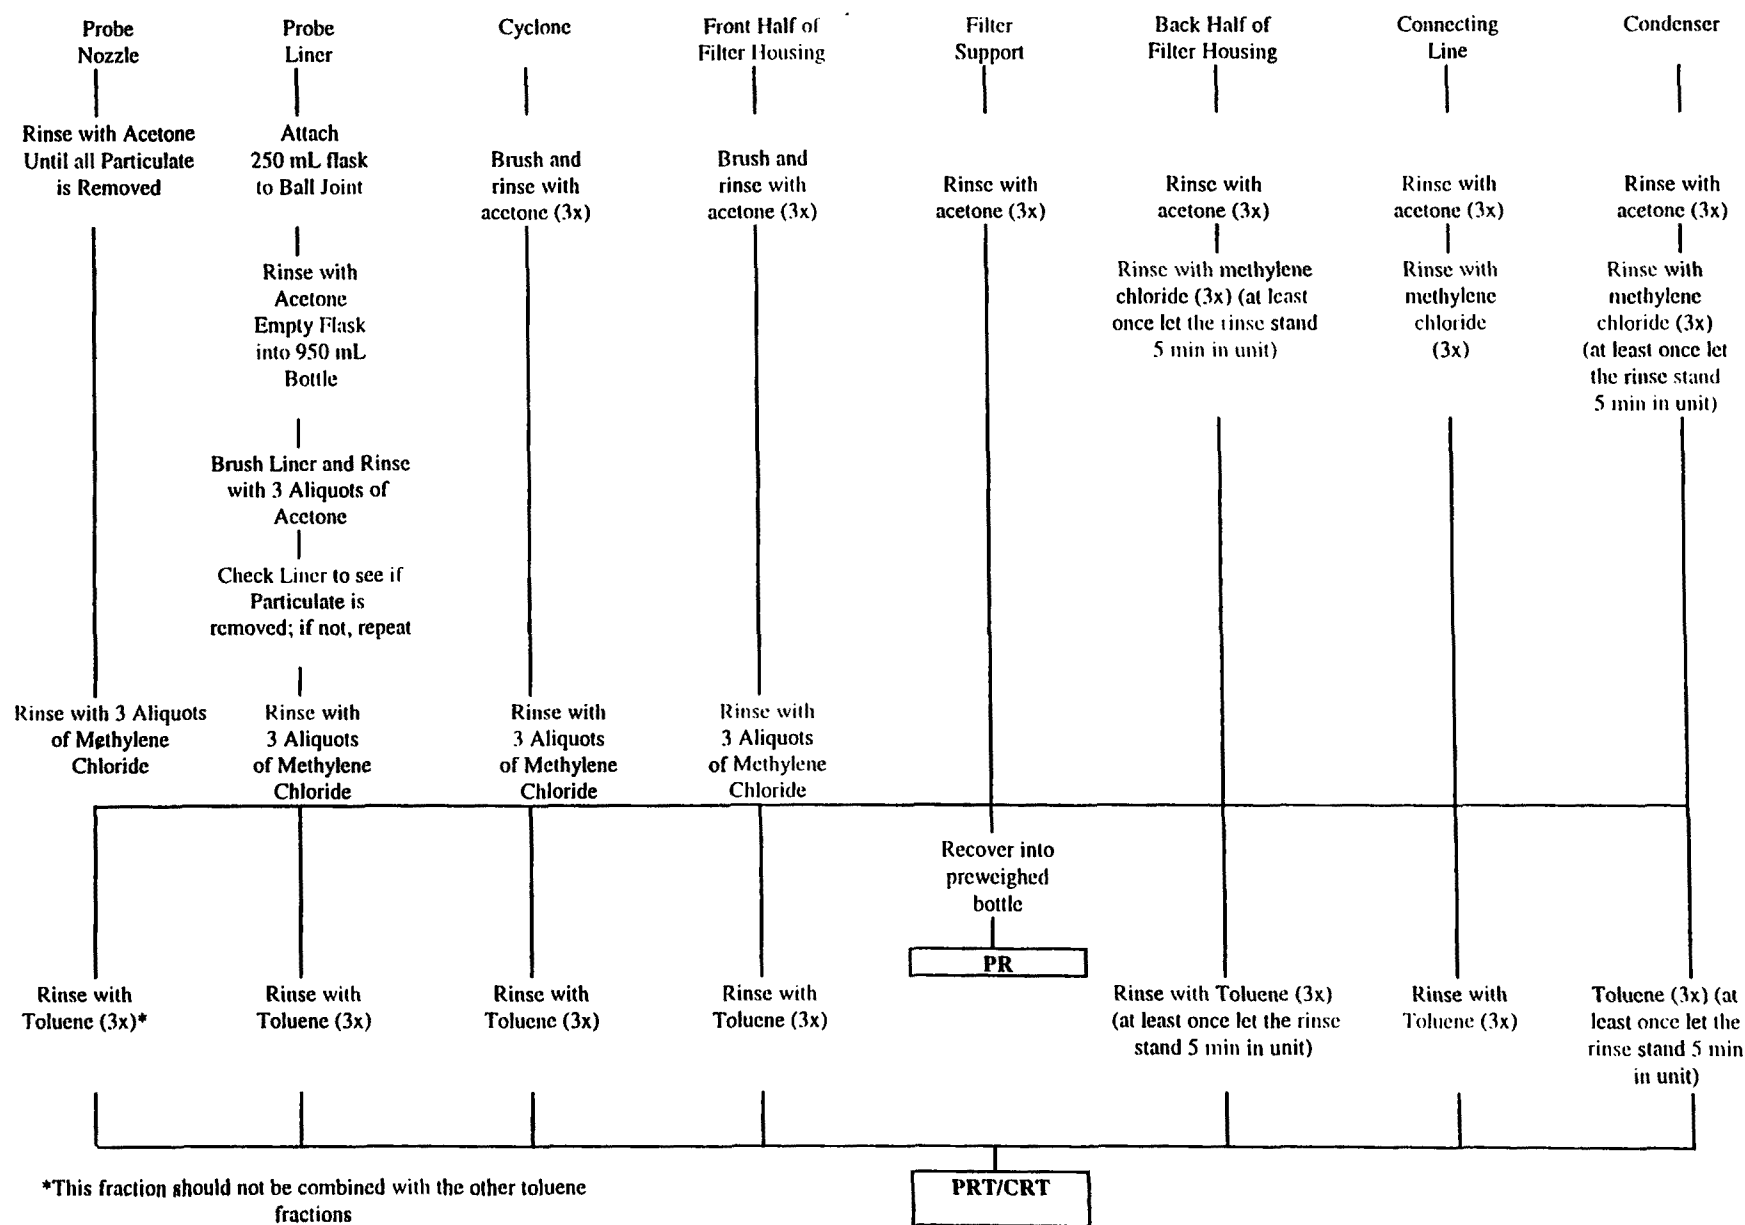 Probe
Nozzle
Probe
Liner
Cyclone
Front Half of
Filter Housing
Filter
Support
Back Half of
Filter Housing
Connecting
Line
Condenser
Rinse with Acetone
Until all Particulate
is Removed
Attach
250 mL flask
to Ball Joint
Brush and
rinse with
acetone (3x)
Brush and
rinse with
acetone (3x)
Rinse with
acetone (3x)
Rinse with
acetone (3x)
Rinse with
acetone (3x)
Rinse with
acetone (3x)
Rinse with
Acetone
Empty Flask
into 950 mL
Bottle
Rinse with methylene
chloride (3x) (at least
once let the rinse stand
5 min in unit)
Rinse with
methylene
chloride
(3x)
Rinse with
methylene
chloride (3x)
(at least once let
the rinse stand
5 min in unit)
Brush Liner and Rinse
with 3 Aliquots of
Acetone
Check Liner to see if
Particulate is
removed; if not, repeat
Rinse with 3 Aliquots
of Methylene
Chloride
Rinse with
3 Aliquots
of Methylene
Chloride
Rinse with
3 Aliquots
of Methylene
Chloride
Rinse with
3 Aliquots
of Methylene
Chloride
Recover into
preweighed
bottle
PR
Rinse with
Toluene (3x)*
Rinse with
Toluene (3x)
Rinse with
Toluene (3x)
Rinse with
Toluene (3x)
Rinse with Toluene (3x)
(at least once let the rinse
stand 5 min in unit)
Rinse with
Toluene (3x)
Toluene (3x) (at
least once let the
rinse stand 5 min
in unit)
PRT/CRT
*This fraction should not be combined with the other toluene
fractions